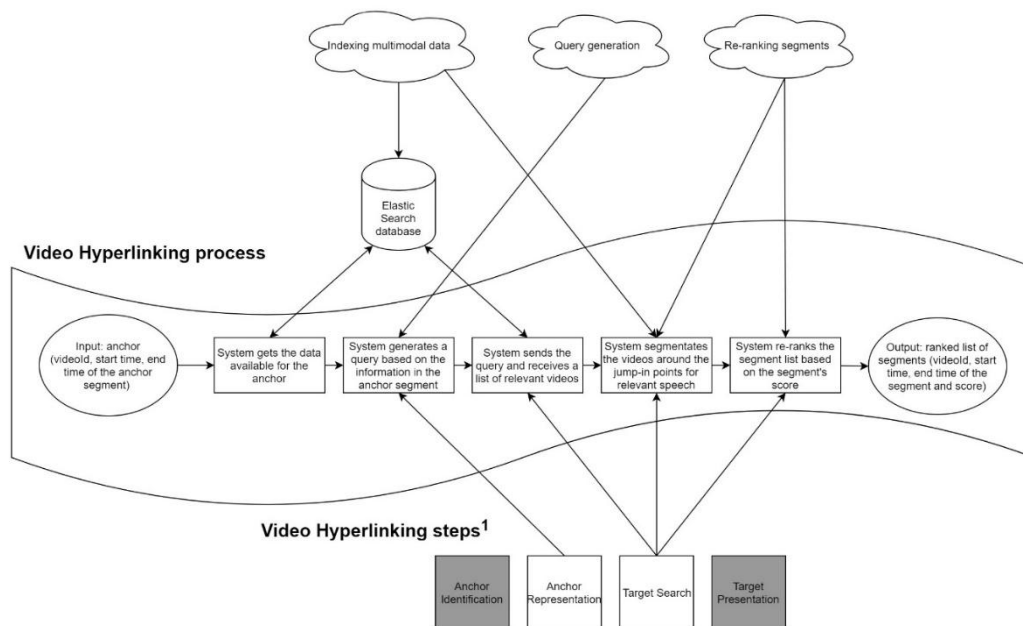 Indexing multimodal data
Query generation
Re-ranking segments
Elastic
Search
database
Video Hyperlinking process
Input: anchor
(videoId, start time, end
time of the anchor
segment)
System gets the data
available for the
anchor
System generates a
query based on the
information in the
anchor segment
System sends the
query and receives a
list of relevant videos
System segmentates
the videos around the
jump-in points for
relevant speech
System re-ranks the
segment list based
on the segment's
score
Output: ranked list of
segments (videoId, start
time, end time of the
segment and score)
Video Hyperlinking steps¹
Anchor
Identification
Anchor
Representation
Target Search
Target
Presentation